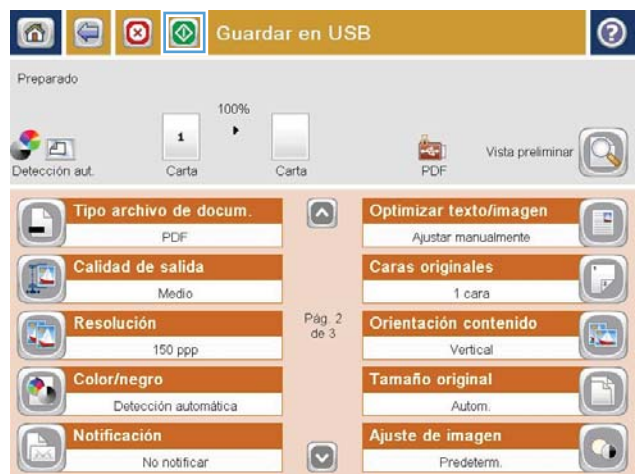 Guardar en USB
Preparado
100%
1
Detección aut.
Carta
Carta
PDF
Vista preliminar
Tipo archivo de docum.
PDF
Calidad de salida
Medio
Resolución
150 ppp
Color/negro
Detección automática
Notificación
No notificar
Pág. 2
de 3
Optimizar texto/imagen
Ajustar manualmente
Caras originales
1 cara
Orientación contenido
Vertical
Tamaño original
Autom.
Ajuste de imagen
Predeterm.